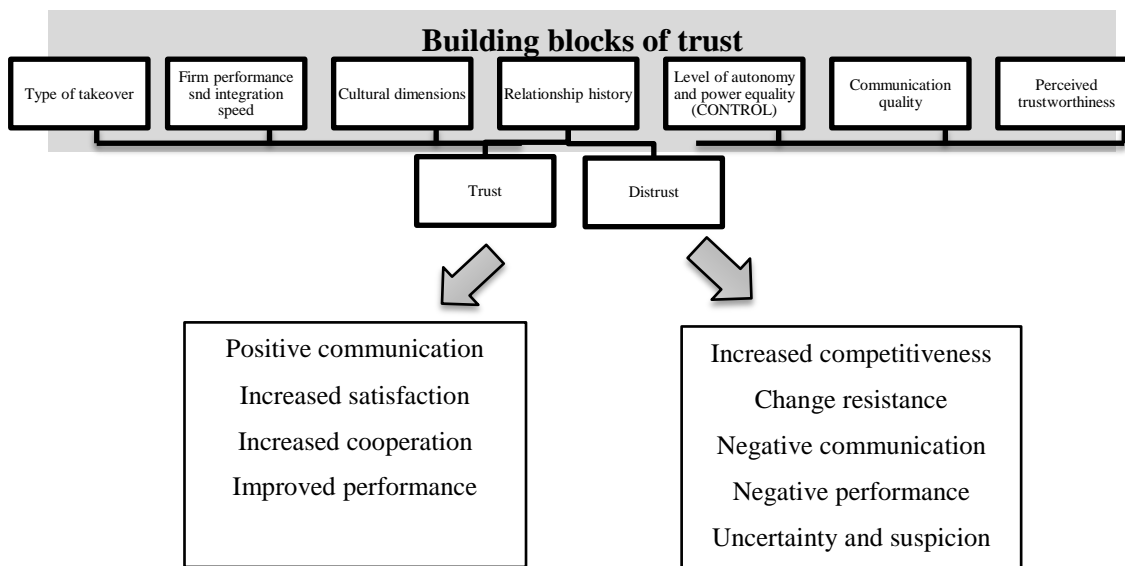 Building blocks of trust
Type of takeover
Firm performance
snd integration
speed
Cultural dimensions
Relationship history
Level of autonomy
and power equality
(CONTROL)
Communication
quality
Perceived
trustworthiness
Trust
Distrust
Positive communication
Increased satisfaction
Increased cooperation
Improved performance
Increased competitiveness
Change resistance
Negative communication
Negative performance
Uncertainty and suspicion